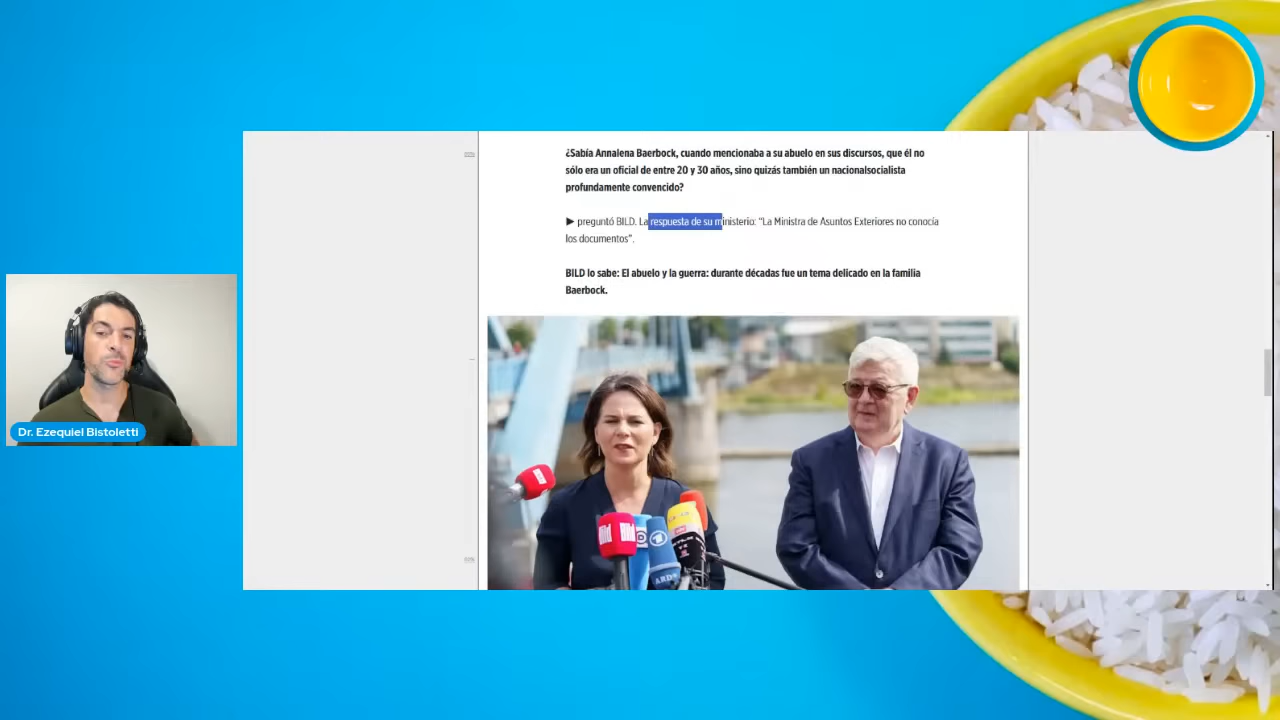 ¿Sabía Annalena Baerbock, cuando mencionaba a su abuelo en sus discursos, que él no
sólo era un oficial de entre 20 y 30 años, sino quizás también un nacionalsocialista
profundamente convencido?
▶ preguntó BILD. La respuesta de su ministerio: “La Ministra de Asuntos Exteriores no conocía
los documentos”.
BILD lo sabe: El abuelo y la guerra: durante décadas fue un tema delicado en la familia
Baerbock.
Dr. Ezequiel Bistoletti
Bild
Bild
ARD